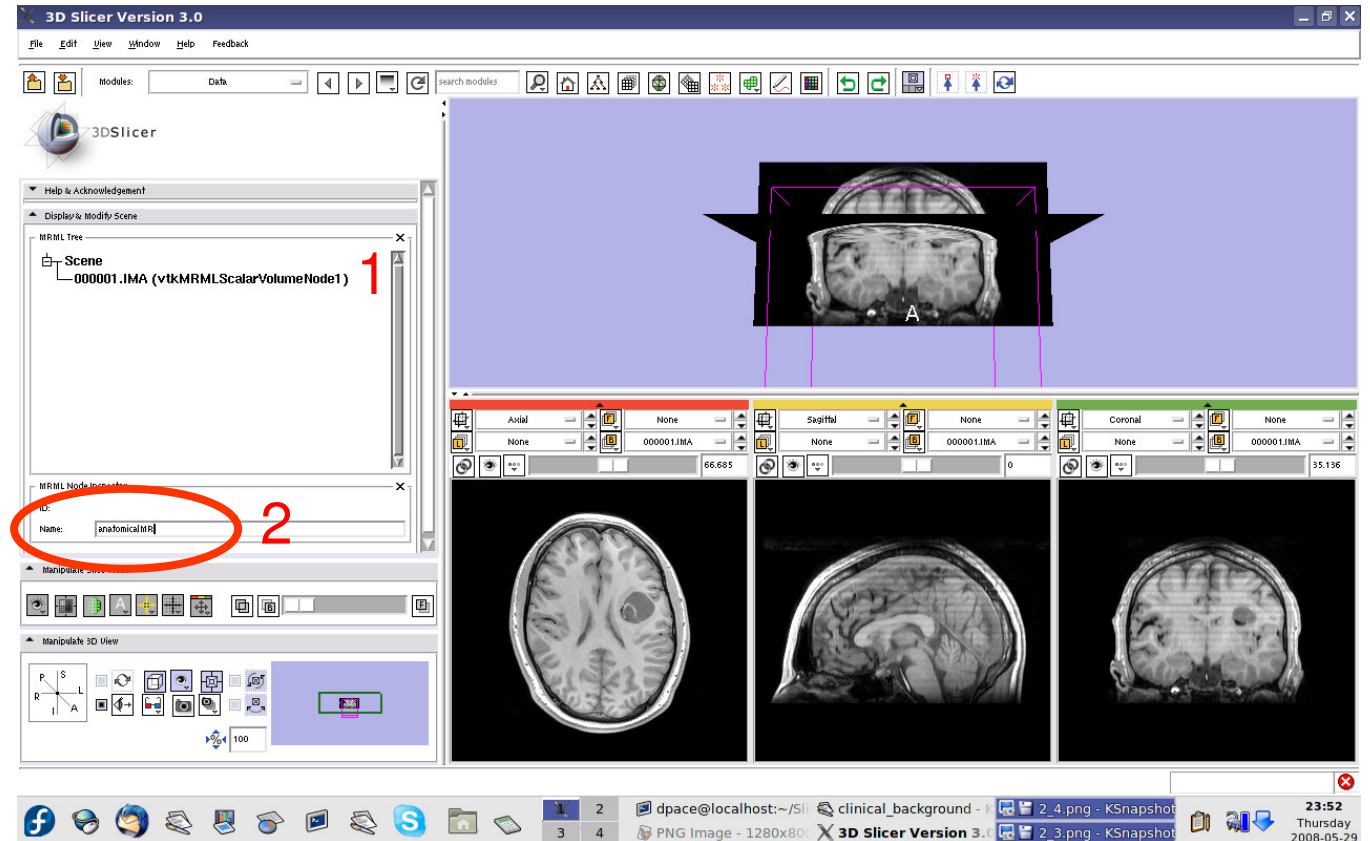 3D Slicer Version 3.0
File Edit View Window Help Feedback
Modules: Data search modules
3DSlicer
Help & Acknowledgement
Display & Modify Scene
MRML Tree
Scene
000001.IMA (vtkMRMLScalarVolumeNode1)
1
MRML Node Inspector
ID:
Name: anatomicalMR
2
Manipulate Slice Views
Manipulate 3D View
P S
R L
I A
% 100
A
Axial F None
L None B 000001.IMA
66.685
Sagittal F None
L None B 000001.IMA
0
Coronal F None
L None B 000001.IMA
35.136
A B F
1 2
3 4
dpace@localhost:~/Sli
clinical_background - K
2_4.png - KSnapshot
PNG Image - 1280x80
3D Slicer Version 3.
2_3.png - KSnapshot
23:52
Thursday
2008-05-29